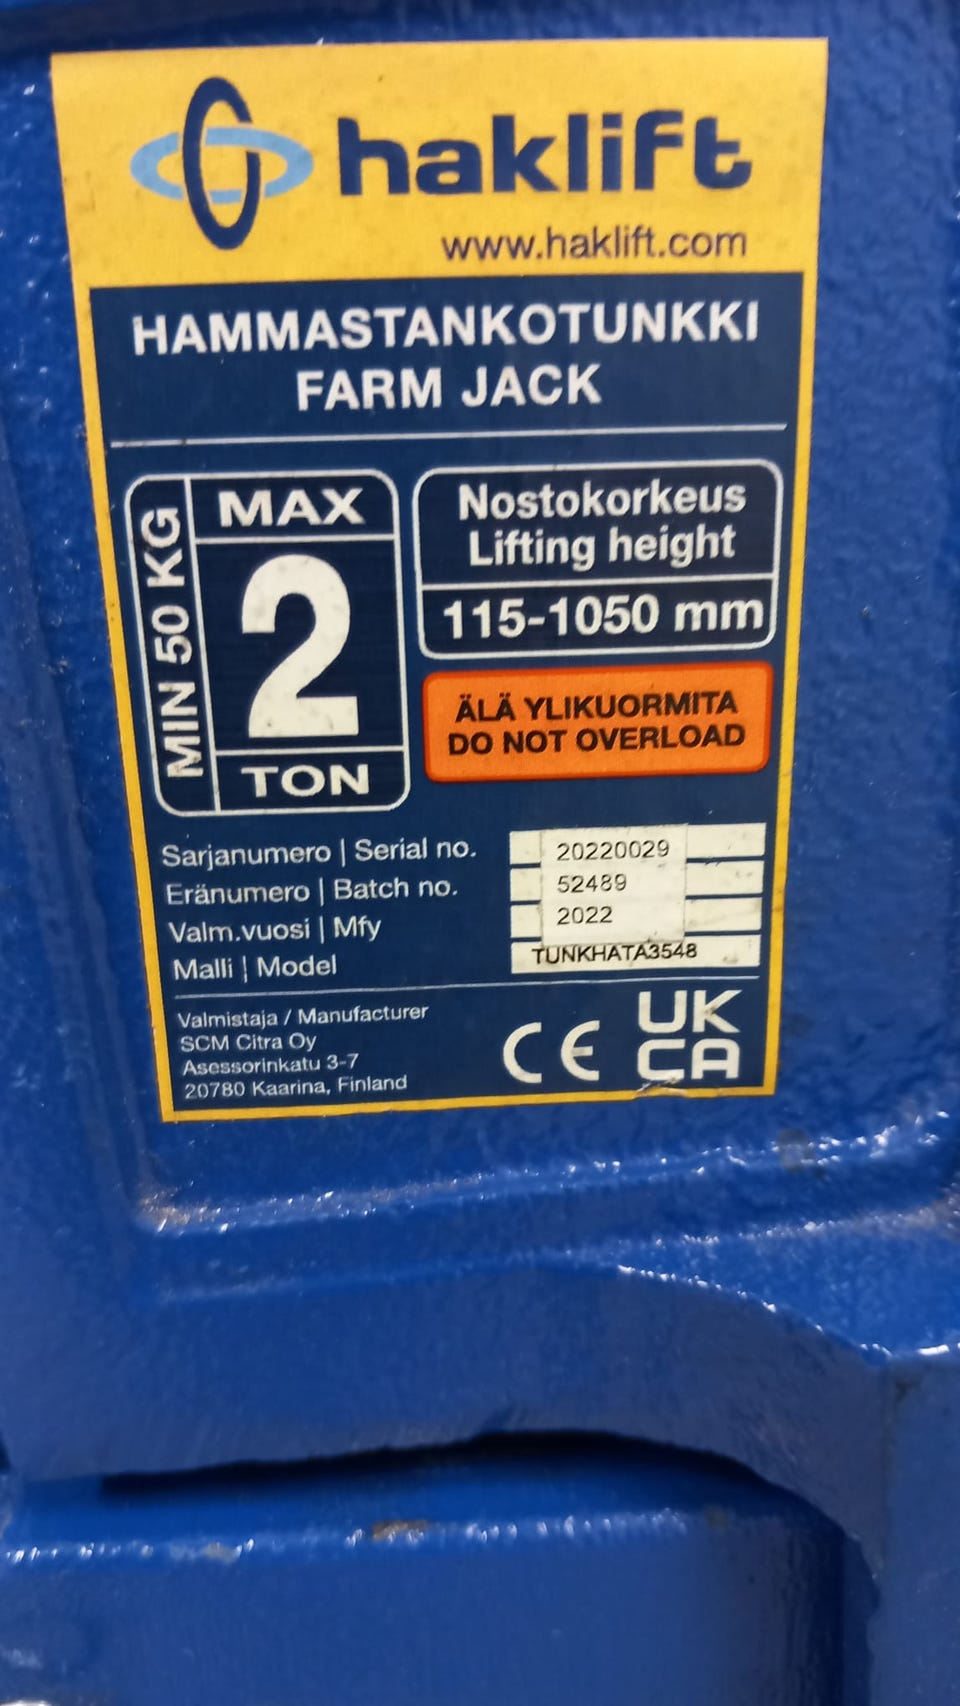 haklift
www.haklift.com
HAMMASTANKOTUNKKI
FARM JACK
MIN 50 KG
MAX
2
TON
Nostokorkeus
Lifting height
115-1050 mm
ÄLÄ YLIKUORMITA
DO NOT OVERLOAD
Sarjanumero | Serial no. 20220029
Eränumero | Batch no. 52489
Valm.vuosi | Mfy 2022
Malli | Model TUNKHATA3548
Valmistaja / Manufacturer
SCM Citra Oy
Asessorinkatu 3-7
20780 Kaarina, Finland
CE
UK
CA